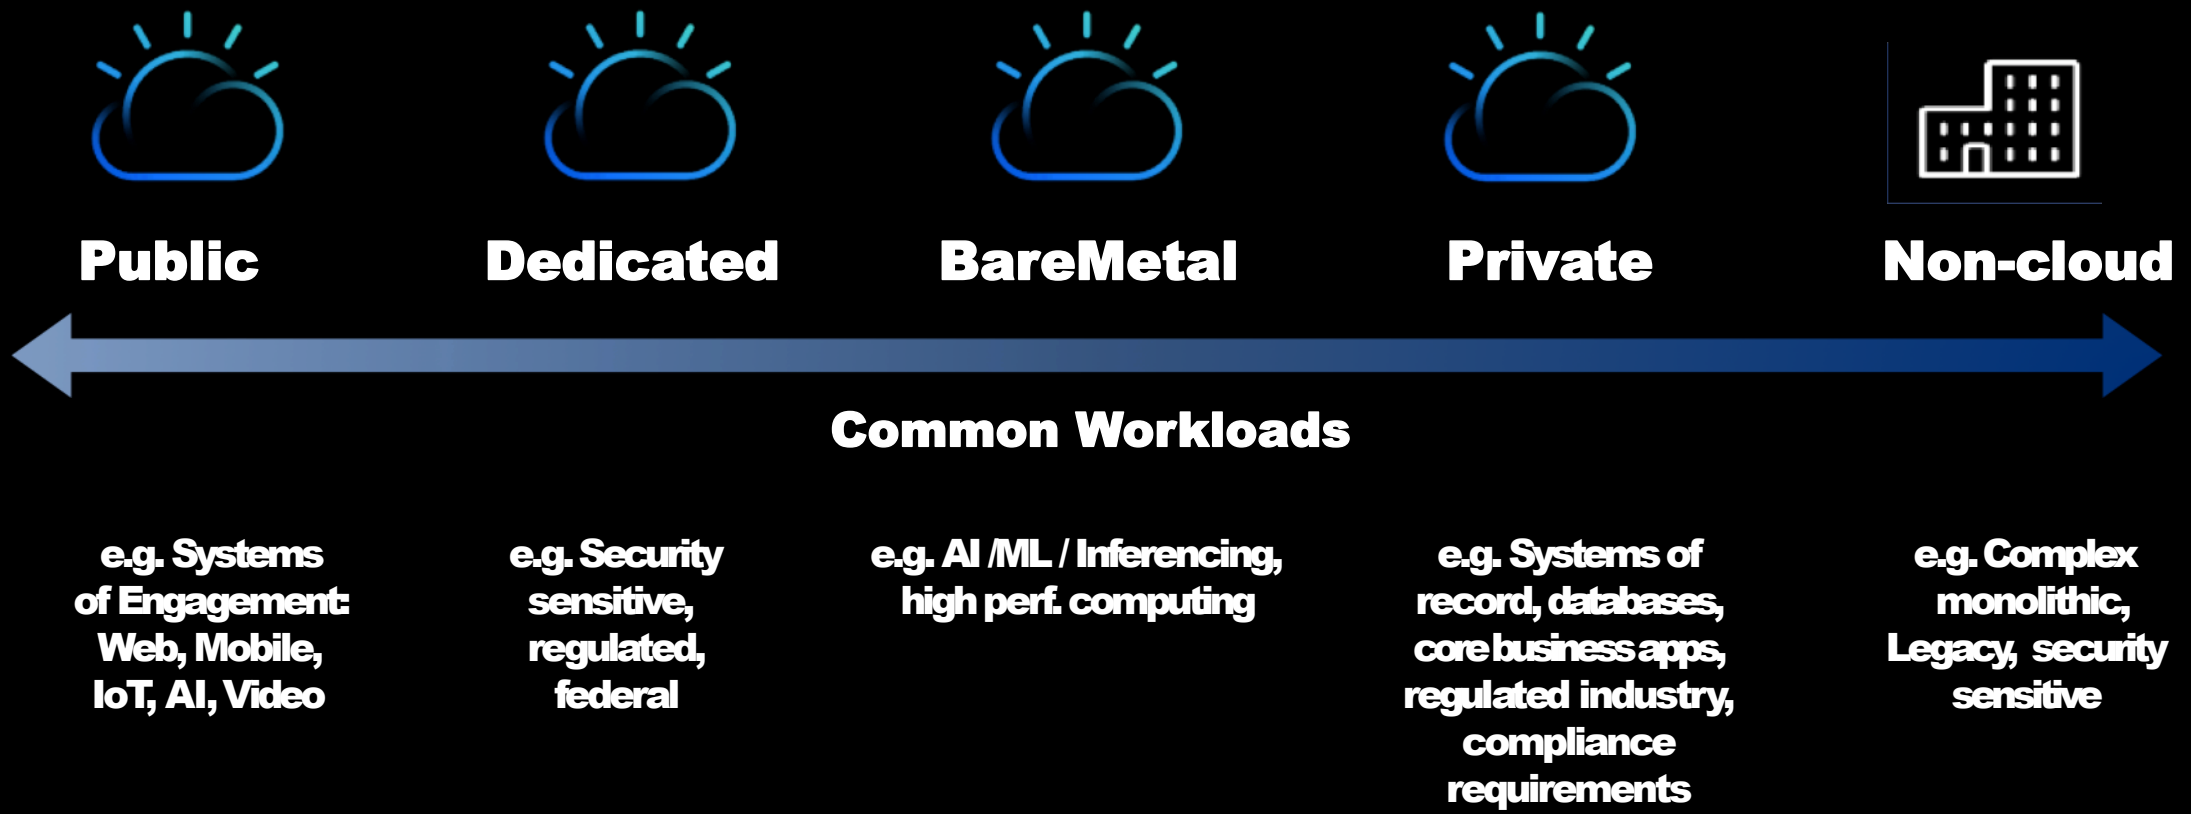 Public
Dedicated
BareMetal
Private
Non-cloud
Common Workloads
e.g. Systems
of Engagement:
Web, Mobile,
IoT, AI, Video
e.g. Security
sensitive,
regulated,
federal
e.g. AI /ML / Inferencing,
high perf. computing
e.g. Systems of
record, databases,
core business apps,
regulated industry,
compliance
requirements
e.g. Complex
monolithic,
Legacy, security
sensitive